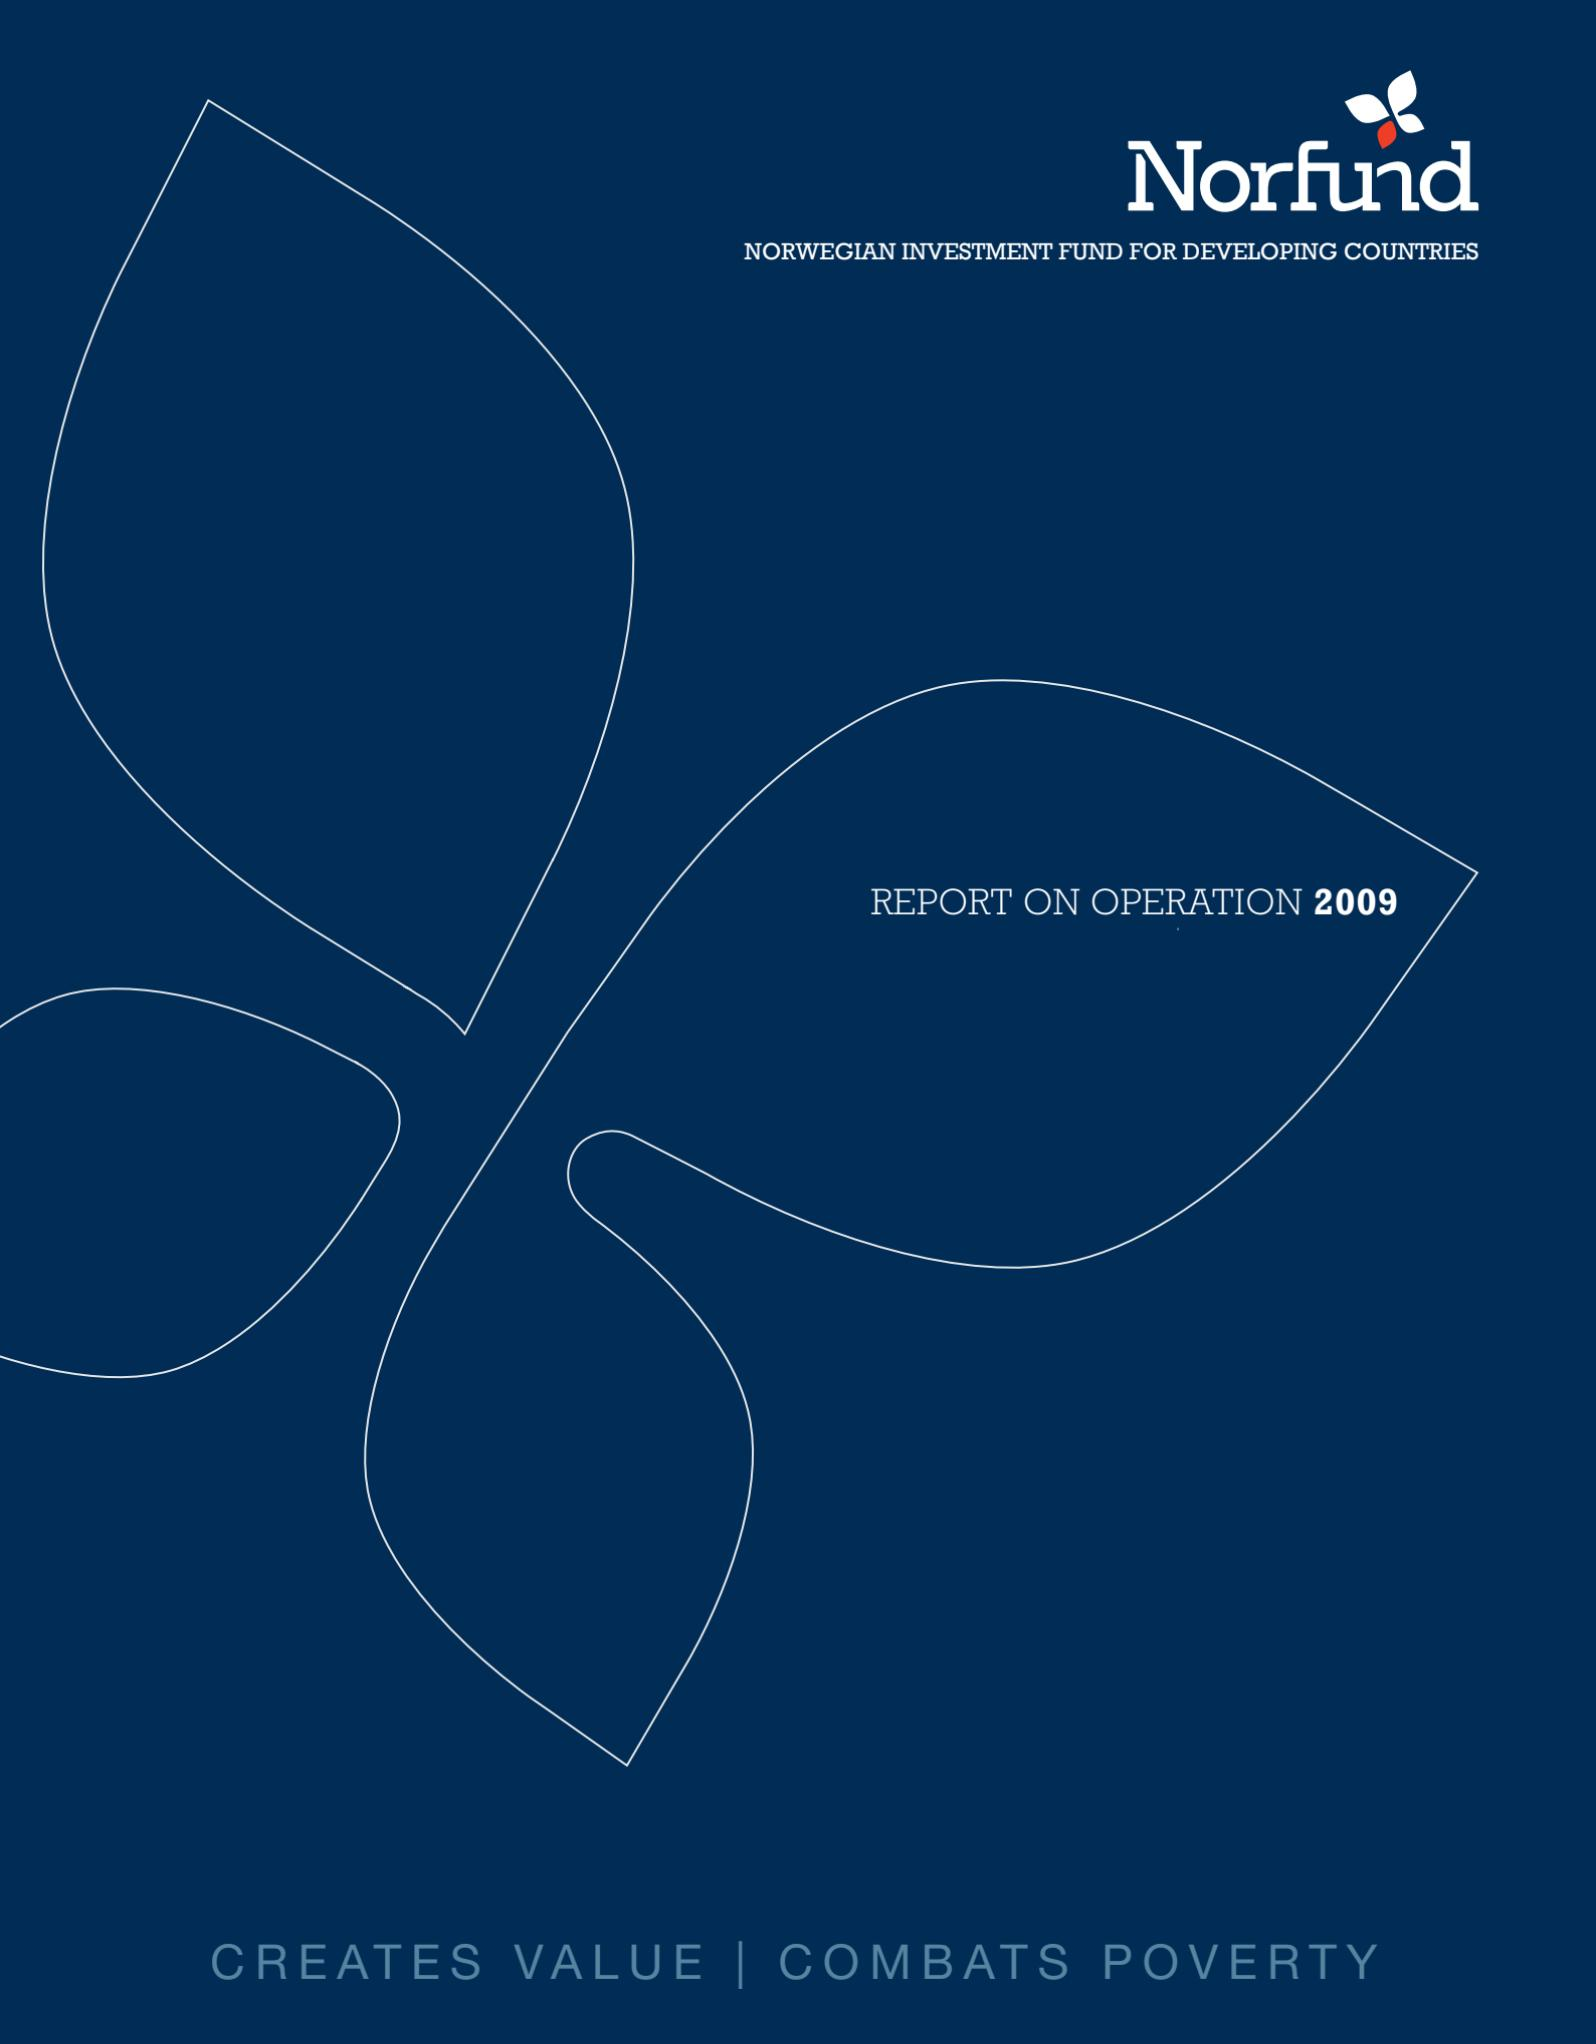 Norfund
NORWEGIAN INVESTMENT FUND FOR DEVELOPING COUNTRIES
REPORT ON OPERATION 2009
CREATES VALUE | COMBATS POVERTY